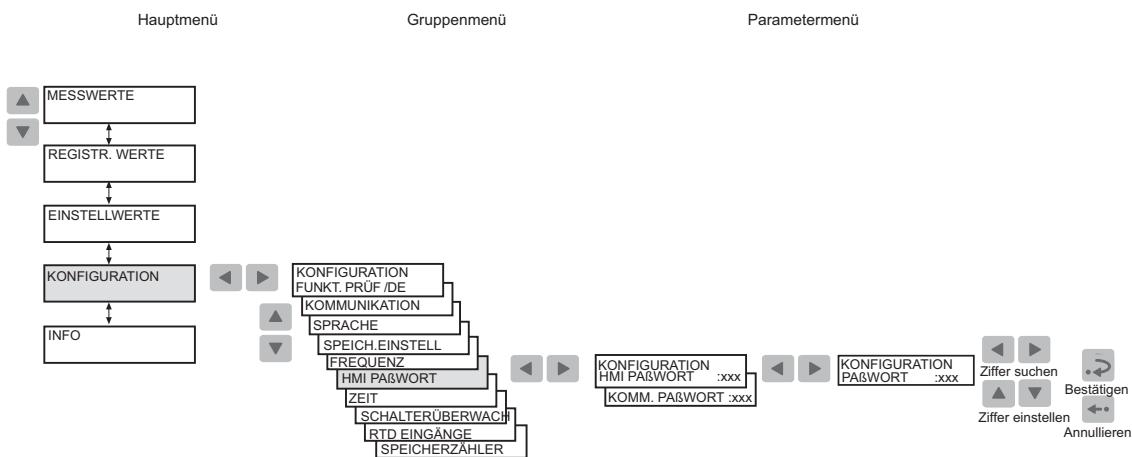 Hauptmenü
Gruppenmenü
Parametermenü
MESSWERTE
REGISTR. WERTE
EINSTELLWERTE
KONFIGURATION
INFO
KONFIGURATION
FUNKT. PRÜF /DE
KOMMUNIKATION
SPRACHE
SPEICH.EINSTELL
FREQUENZ
HMI PAßWORT
ZEIT
SCHALTERÜBERWACH
RTD EINGÄNGE
SPEICHERZÄHLER
KONFIGURATION
HMI PAßWORT :xxx
KOMM. PAßWORT :xxx
KONFIGURATION
PAßWORT :xxx
Ziffer suchen
Ziffer einstellen
Bestätigen
Annullieren